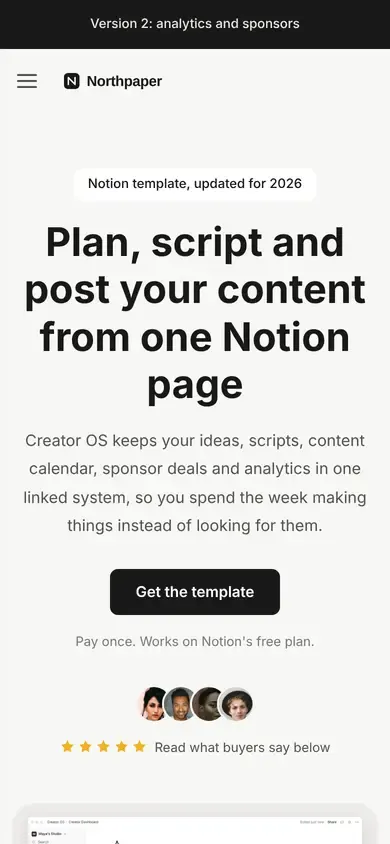 Version 2: analytics and sponsors
Northpaper
Notion template, updated for 2026
Plan, script and
post your content
from one Notion
page
Creator OS keeps your ideas, scripts, content
calendar, sponsor deals and analytics in one
linked system, so you spend the week making
things instead of looking for them.
Get the template
Pay once. Works on Notion's free plan.
Read what buyers say below
Share
Search